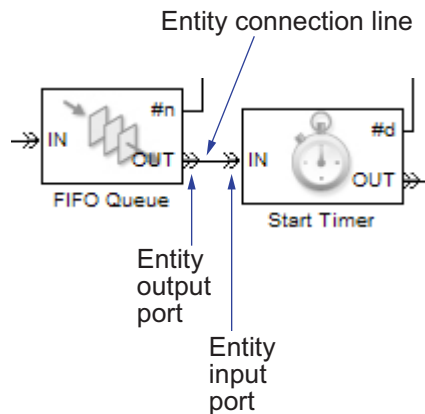 Entity connection line
#n
IN
OUT
FIFO Queue
#d
IN
OUT
Start Timer
Entity
output
port
Entity
input
port